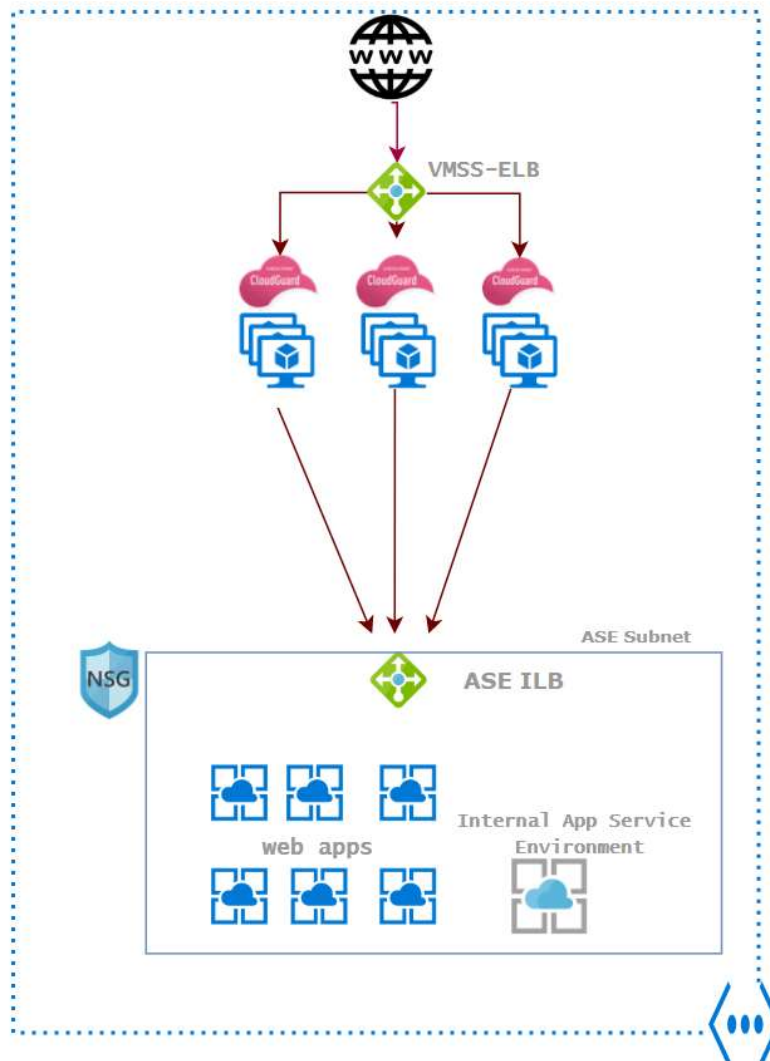 WWW
VMSS-ELB
CloudGuard
CloudGuard
CloudGuard
ASE Subnet
NSG
ASE ILB
Internal App Service
Environment
web apps